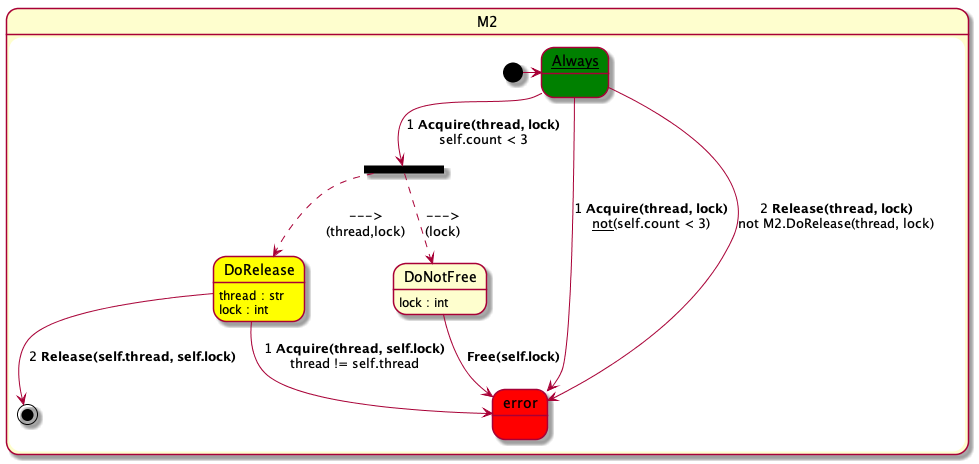 M2
Always
1 Acquire(thread, lock)
self.count < 3
1 Acquire(thread, lock)
not(self.count < 3)
2 Release(thread, lock)
not M2.DoRelease(thread, lock)
--->
(thread,lock)
--->
(lock)
DoRelease
thread : str
lock : int
DoNotFree
lock : int
2 Release(self.thread, self.lock)
1 Acquire(thread, self.lock)
thread != self.thread
Free(self.lock)
error